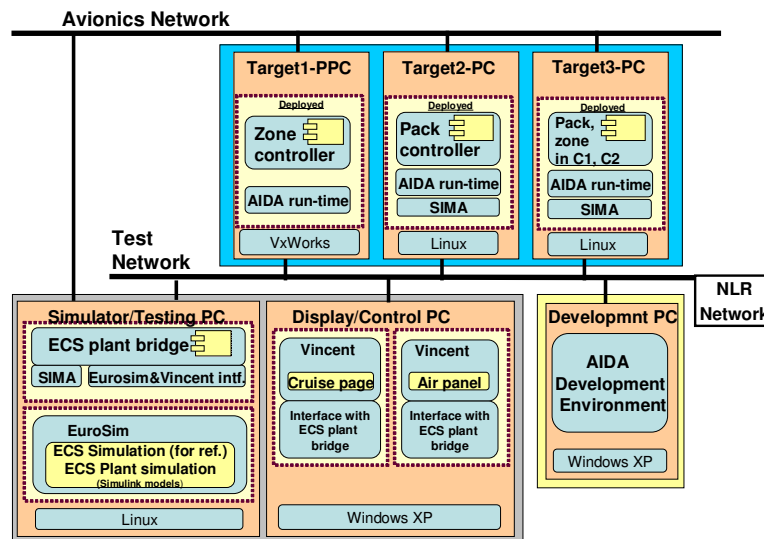 Avionics Network
Target1-PPC
Deployed
Zone
controller
AIDA run-time
VxWorks
Target2-PC
Deployed
Pack
controller
AIDA run-time
SIMA
Linux
Target3-PC
Deployed
Pack,
zone
in C1, C2
AIDA run-time
SIMA
Linux
Test
Network
NLR
Network
Simulator/Testing PC
ECS plant bridge
SIMA
Eurosim&Vincent intf.
EuroSim
ECS Simulation (for ref.)
ECS Plant simulation
(Simulink models)
Linux
Display/Control PC
Vincent
Cruise page
Interface with
ECS plant
bridge
Vincent
Air panel
Interface with
ECS plant
bridge
Windows XP
Developmnt PC
AIDA
Development
Environment
Windows XP